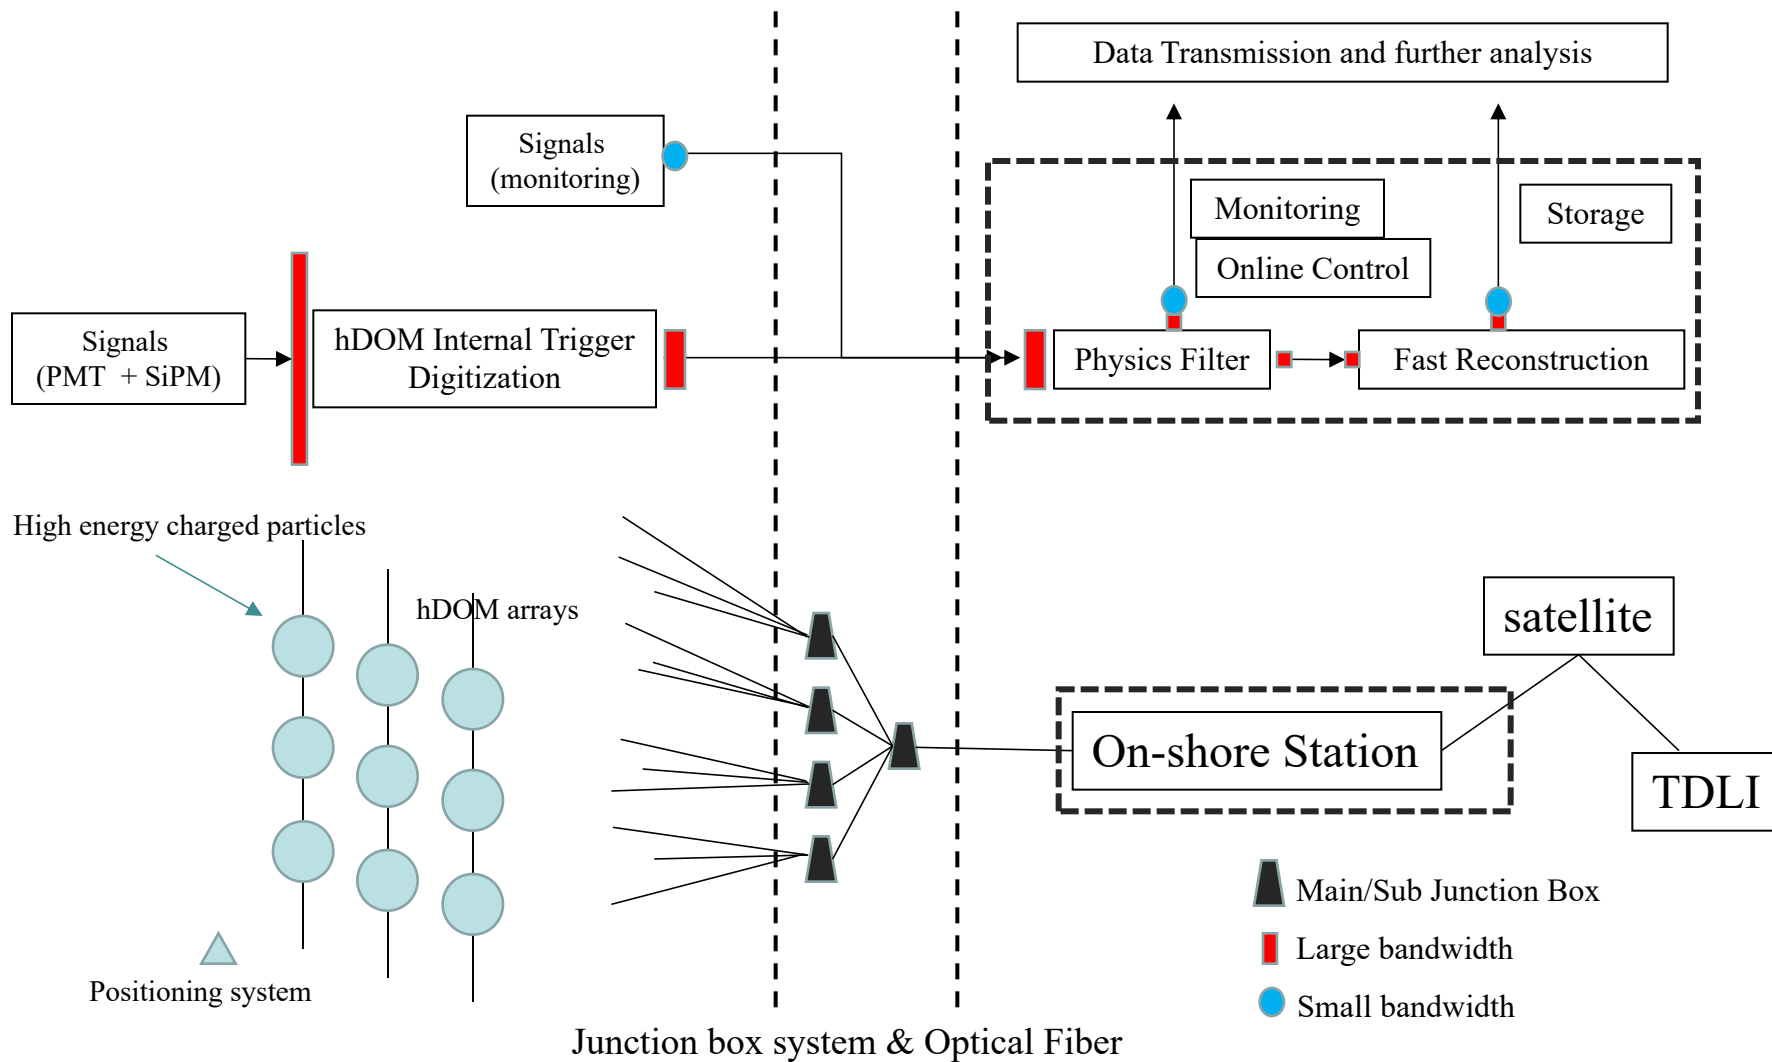 Data Transmission and further analysis
Signals
(monitoring)
Monitoring
Storage
Online Control
Signals
(PMT + SiPM)
hDOM Internal Trigger
Digitization
Physics Filter
Fast Reconstruction
High energy charged particles
hDOM arrays
satellite
On-shore Station
TDLI
Main/Sub Junction Box
Large bandwidth
Positioning system
Small bandwidth
Junction box system & Optical Fiber